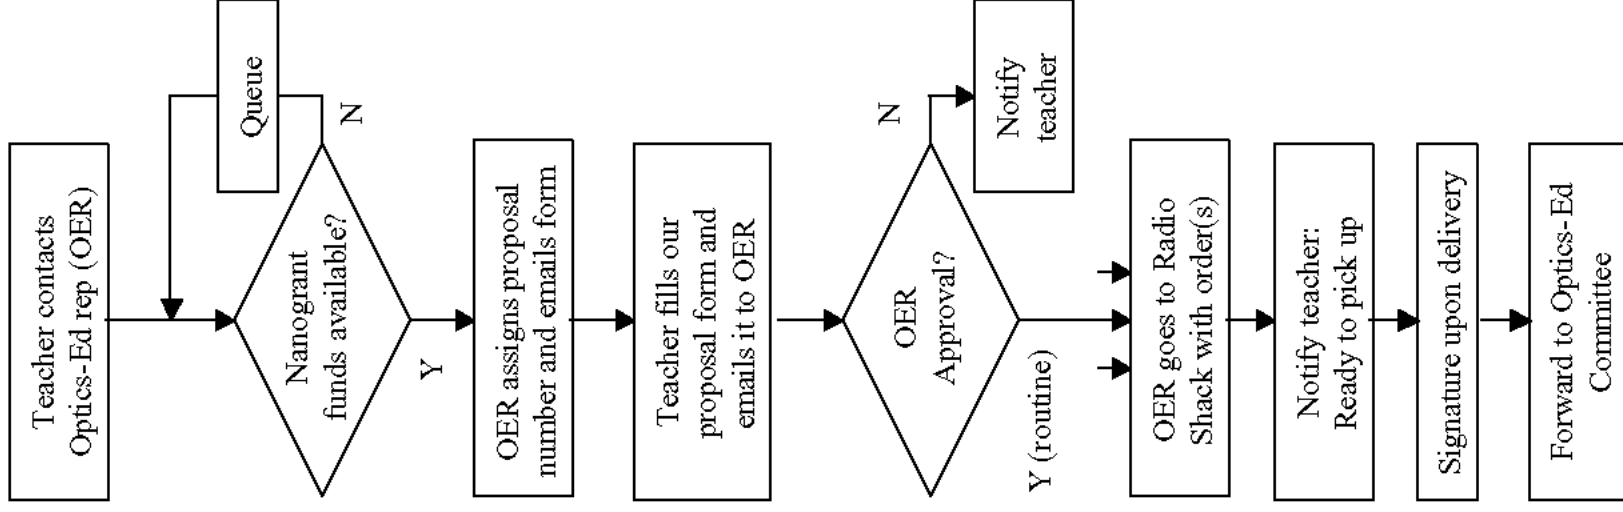 Teacher contacts
Optics-Ed rep (OER)
Queue
N
Nanogrant
funds available?
Y
OER assigns proposal
number and emails form
Teacher fills our
proposal form and
emails it to OER
OER
Approval?
N
Notify
teacher
Y (routine)
OER goes to Radio
Shack with order(s)
Notify teacher:
Ready to pick up
Signature upon delivery
Forward to Optics-Ed
Committee